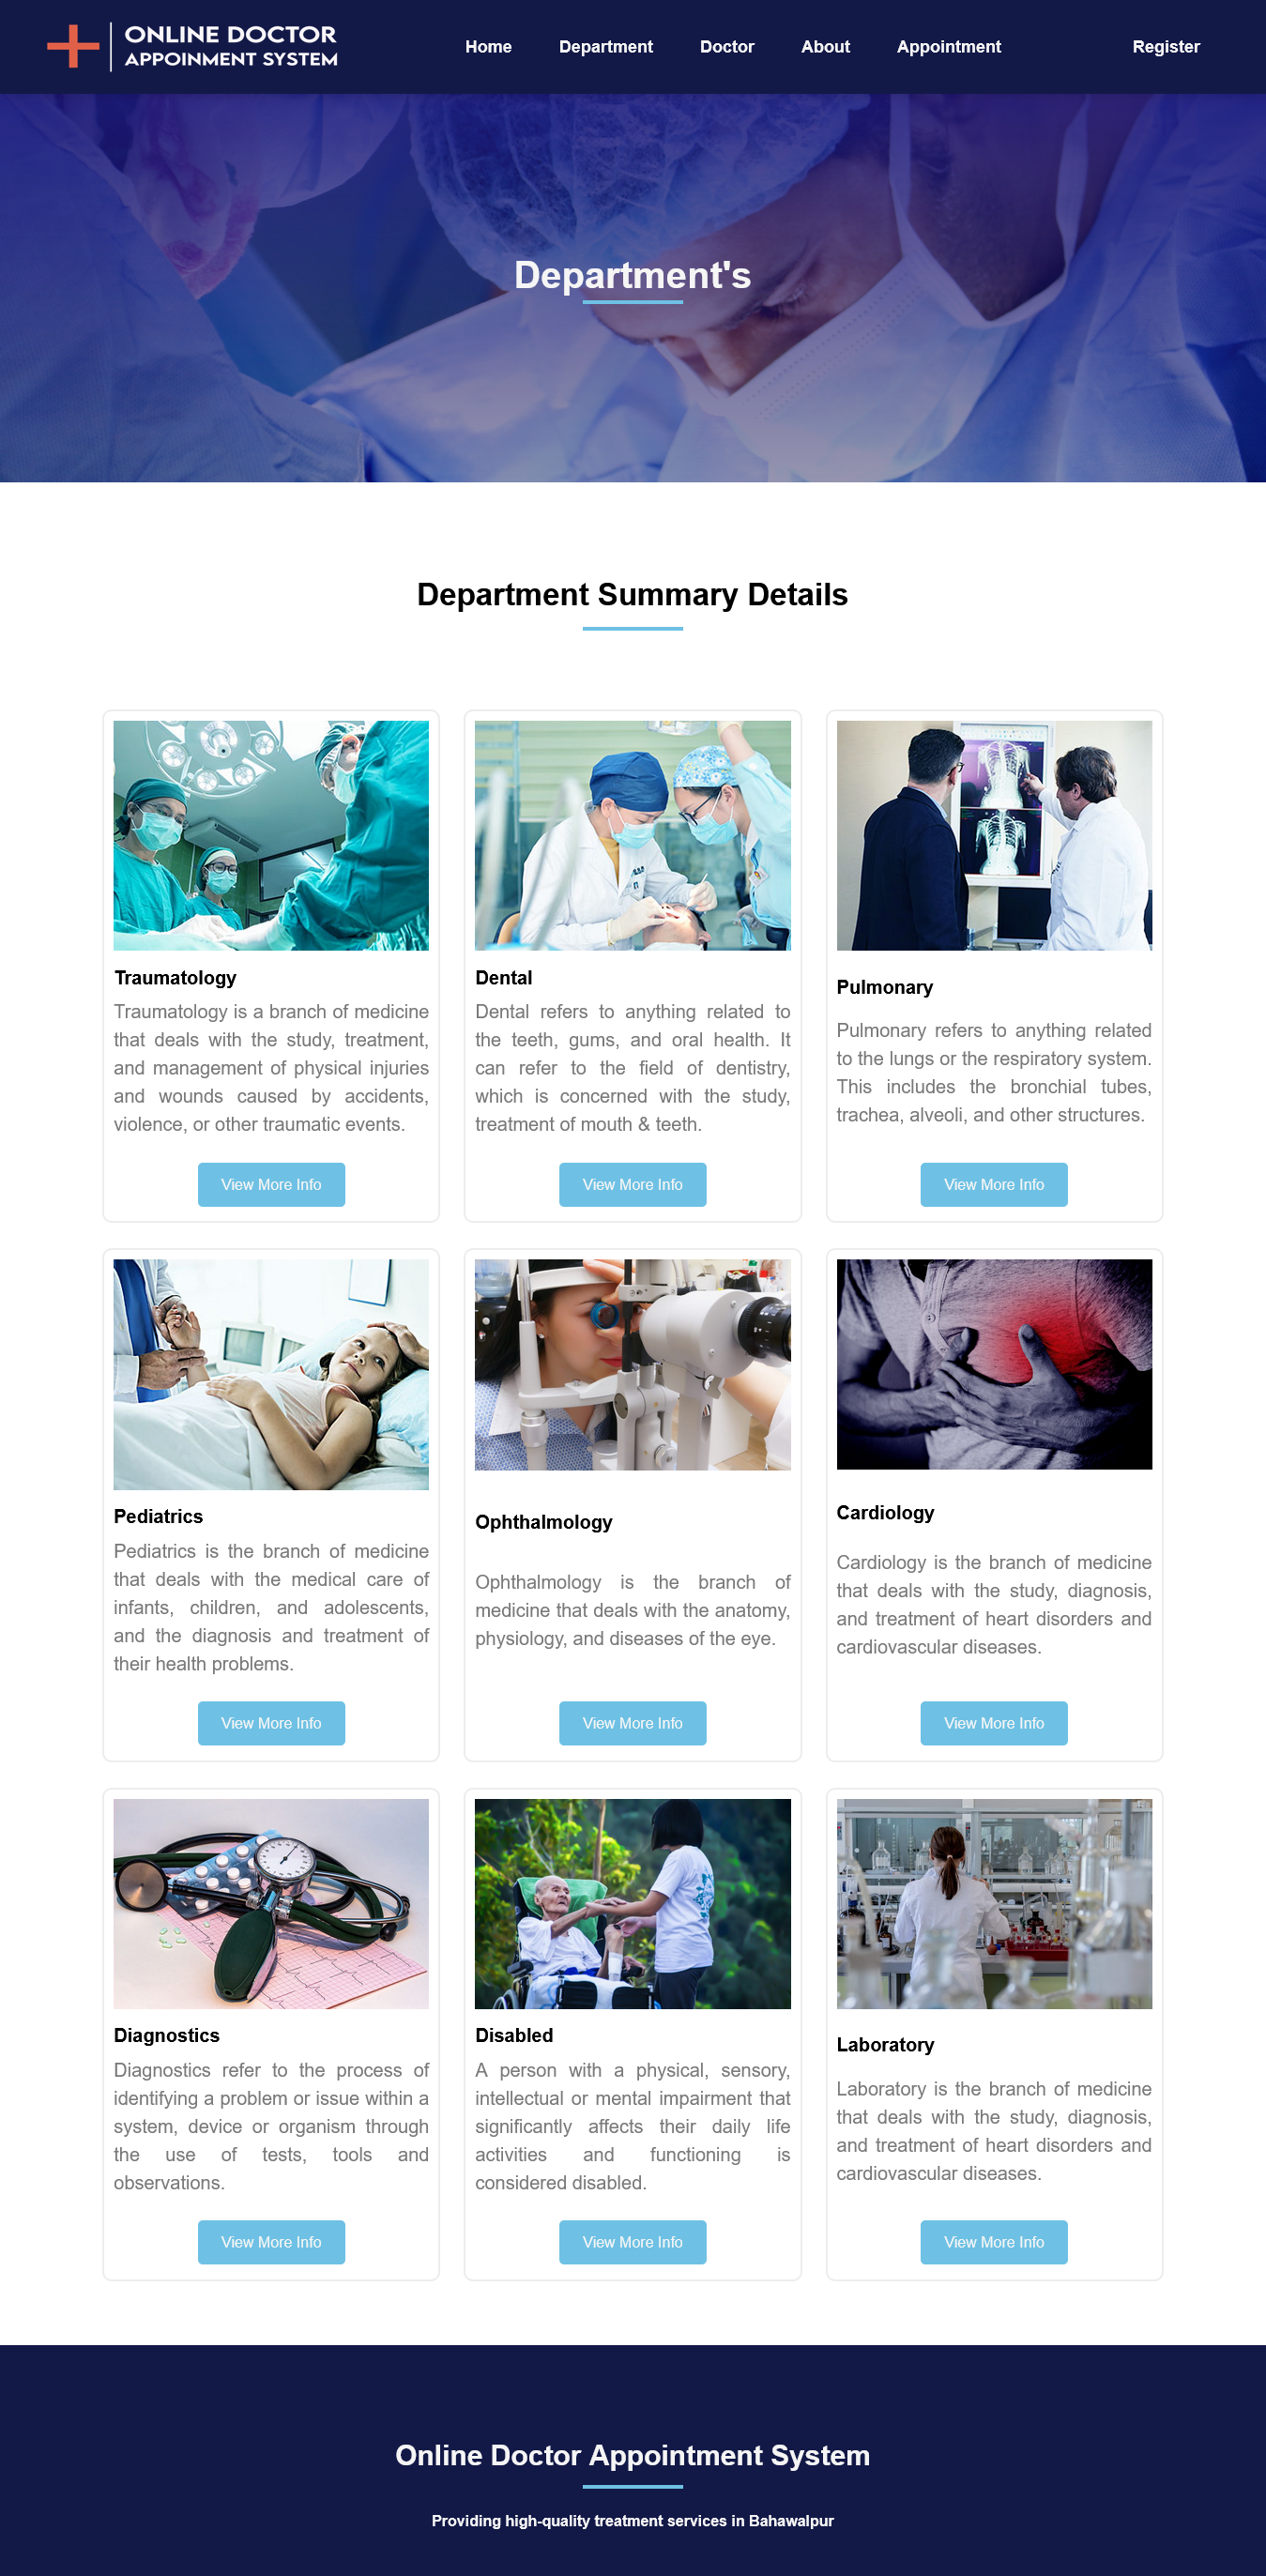 ONLINE DOCTOR
APPOINMENT SYSTEM
Home Department Doctor About Appointment Register
Department's
Department Summary Details
Traumatology
Traumatology is a branch of medicine
that deals with the study, treatment,
and management of physical injuries
and wounds caused by accidents,
violence, or other traumatic events.
View More Info
Dental
Dental refers to anything related to
the teeth, gums, and oral health. It
can refer to the field of dentistry,
which is concerned with the study,
treatment of mouth & teeth.
View More Info
Pulmonary
Pulmonary refers to anything related
to the lungs or the respiratory system.
This includes the bronchial tubes,
trachea, alveoli, and other structures.
View More Info
Pediatrics
Pediatrics is the branch of medicine
that deals with the medical care of
infants, children, and adolescents,
and the diagnosis and treatment of
their health problems.
View More Info
Ophthalmology
Ophthalmology is the branch of
medicine that deals with the anatomy,
physiology, and diseases of the eye.
View More Info
Cardiology
Cardiology is the branch of medicine
that deals with the study, diagnosis,
and treatment of heart disorders and
cardiovascular diseases.
View More Info
Diagnostics
Diagnostics refer to the process of
identifying a problem or issue within a
system, device or organism through
the use of tests, tools and
observations.
View More Info
Disabled
A person with a physical, sensory,
intellectual or mental impairment that
significantly affects their daily life
activities and functioning is
considered disabled.
View More Info
Laboratory
Laboratory is the branch of medicine
that deals with the study, diagnosis,
and treatment of heart disorders and
cardiovascular diseases.
View More Info
Online Doctor Appointment System
Providing high-quality treatment services in Bahawalpur